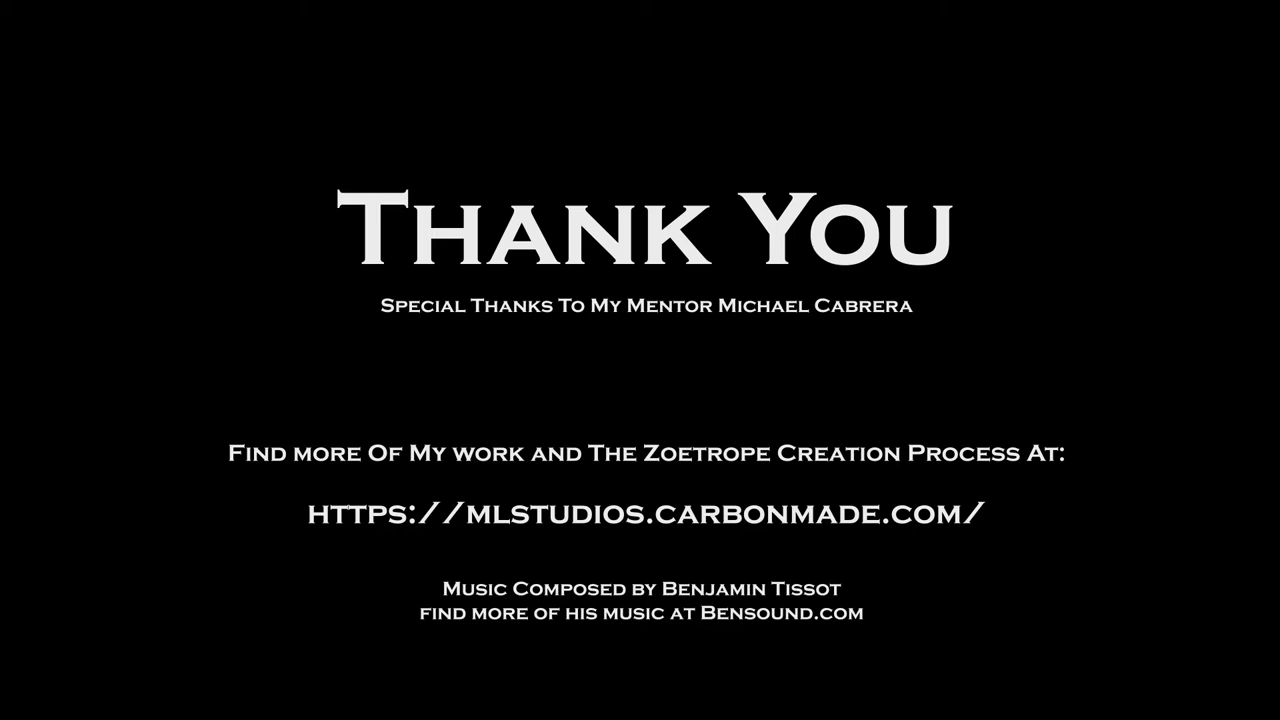 Thank You
Special Thanks To My Mentor Michael Cabrera
Find more Of My work and The Zoetrope Creation Process At:
https://mlstudios.carbonmade.com/
Music Composed by Benjamin Tissot
find more of his music at Bensound.com